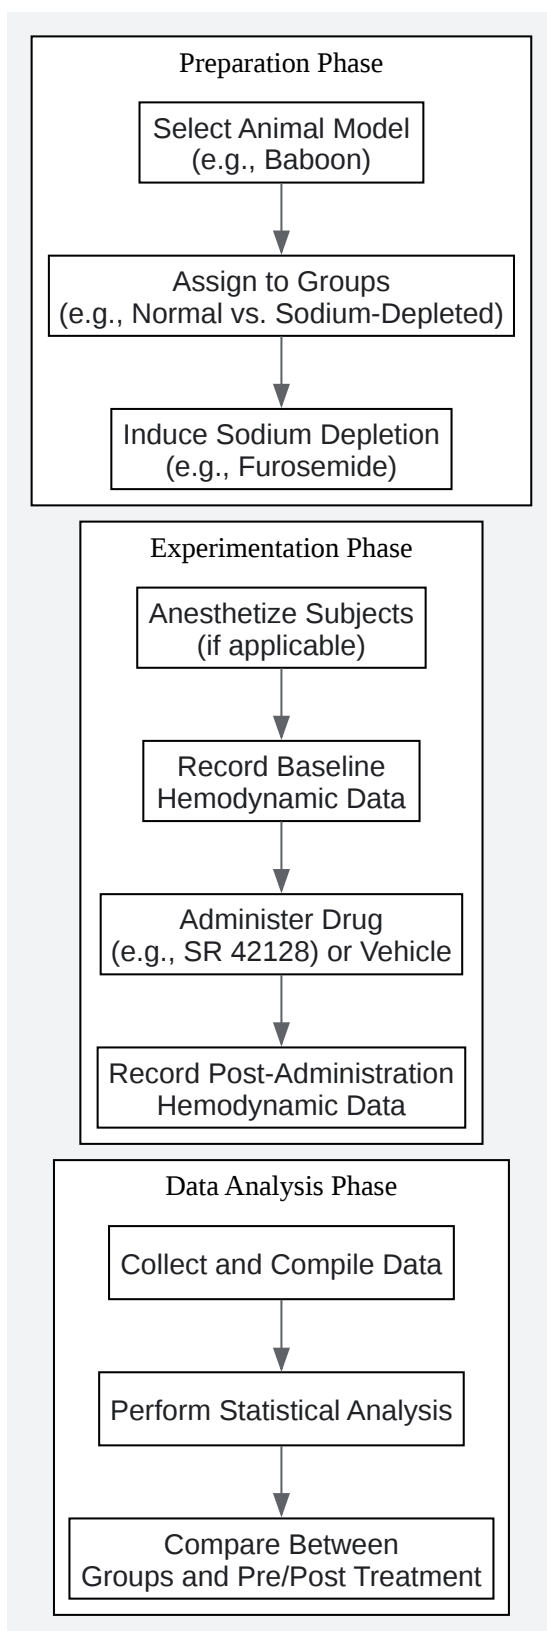 Preparation Phase
Select Animal Model
(e.g., Baboon)
Assign to Groups
(e.g., Normal vs. Sodium-Depleted)
Induce Sodium Depletion
(e.g., Furosemide)
Experimentation Phase
Anesthetize Subjects
(if applicable)
Record Baseline
Hemodynamic Data
Administer Drug
(e.g., SR 42128) or Vehicle
Record Post-Administration
Hemodynamic Data
Data Analysis Phase
Collect and Compile Data
Perform Statistical Analysis
Compare Between
Groups and Pre/Post Treatment